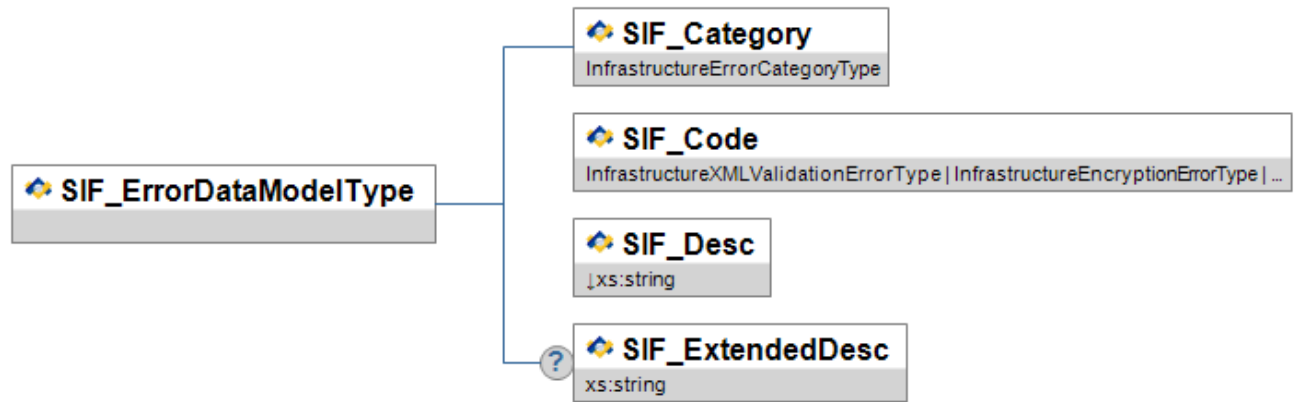 SIF_Category
InfrastructureErrorCategoryType
SIF_Code
InfrastructureXMLValidationErrorType | InfrastructureEncryptionErrorType | ...
SIF_ErrorDataModelType
SIF_Desc
↓xs:string
?
SIF_ExtendedDesc
xs:string